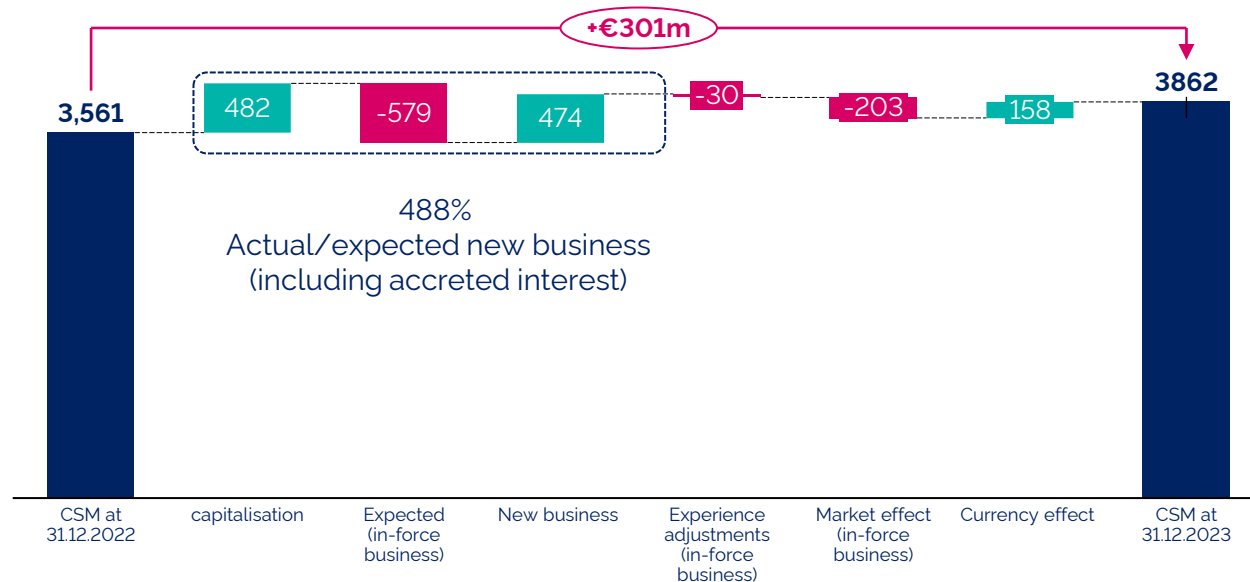 +€301m
3,561
482
-579
474
-30
-203
158
3862
488%
Actual/expected new business
(including accreted interest)
CSM at
31.12.2022
capitalisation
Expected
(in-force
business)
New business
Experience
adjustments
(in-force
business)
Market effect
(in-force
business)
Currency effect
CSM at
31.12.2023